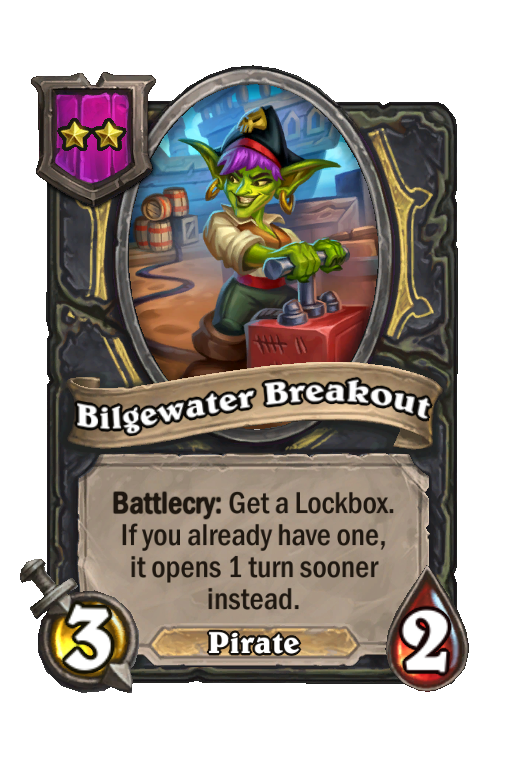 Bilgewater Breakout
Battlecry: Get a Lockbox.
If you already have one,
it opens 1 turn sooner
instead.
3
Pirate
2